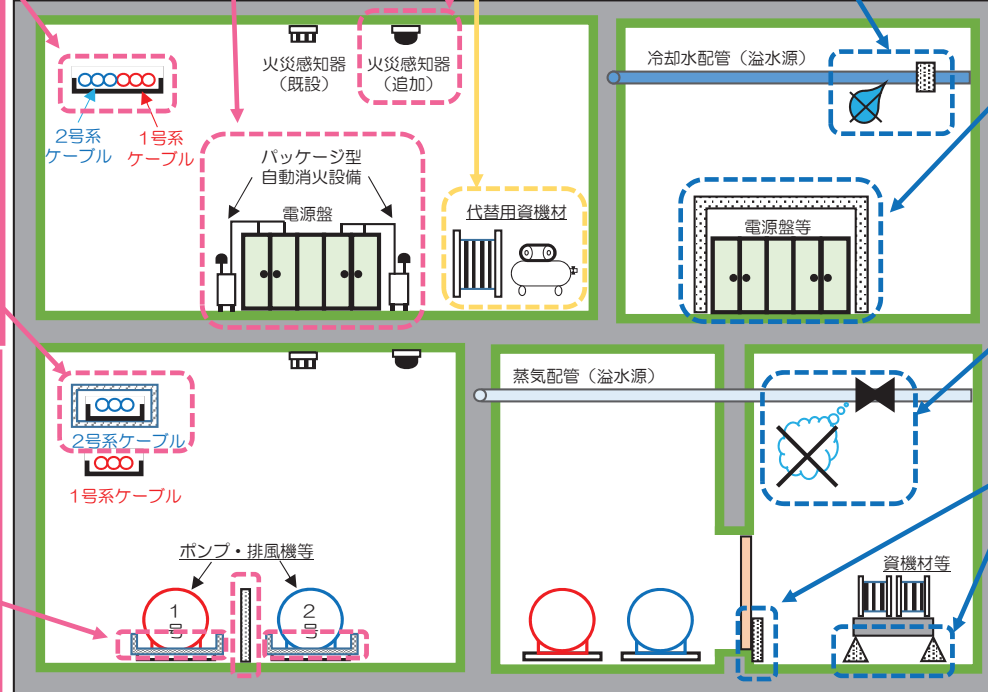 火災感知器
（既設）
火災感知器
（追加）
2号系
ケーブル
1号系
ケーブル
パッケージ型
自動消火設備
電源盤
代替用資機材
冷却水配管（溢水源）
電源盤等
2号系ケーブル
1号系ケーブル
ポンプ・排風機等
1
号
2
号
蒸気配管（溢水源）
資機材等